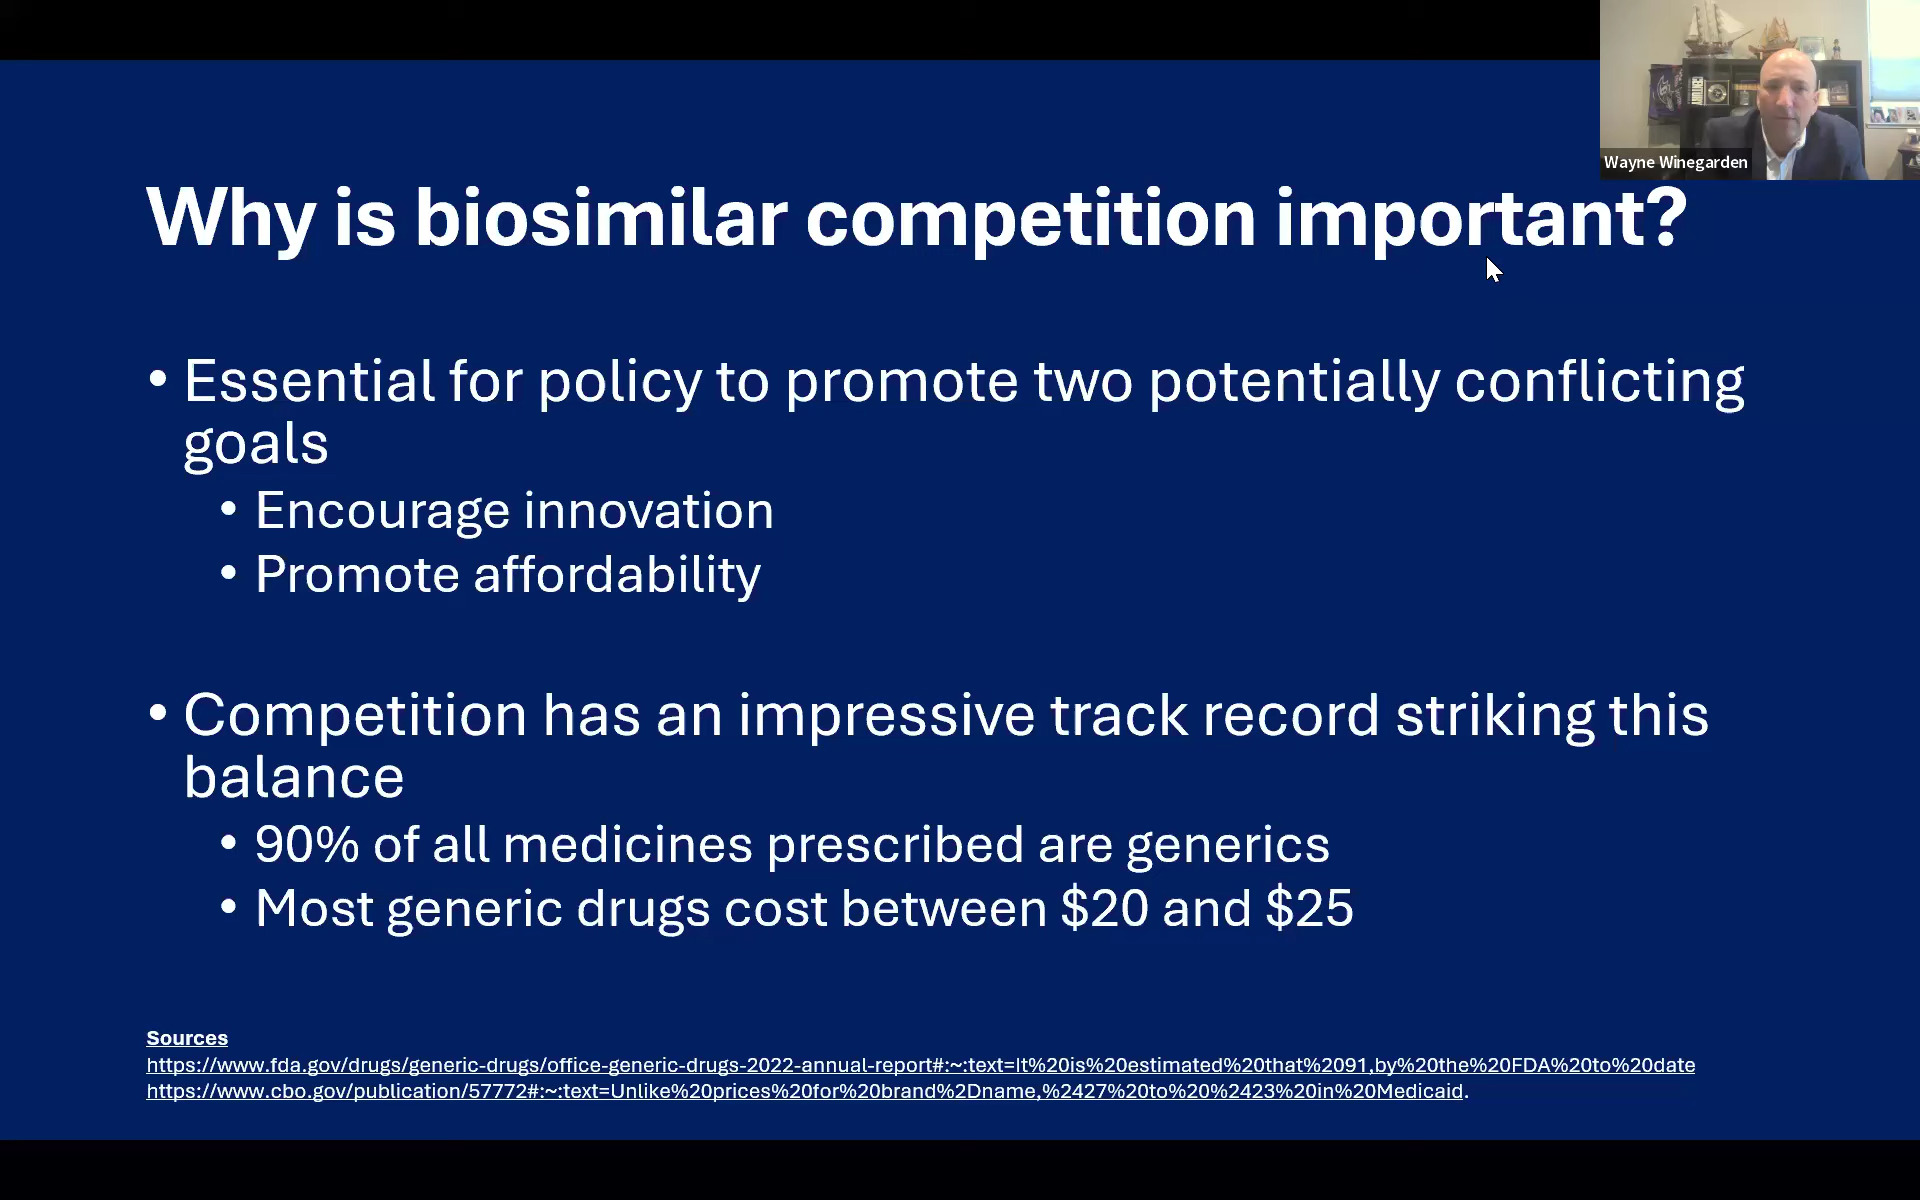 Wayne Winegarden
Why is biosimilar competition important?
• Essential for policy to promote two potentially conflicting
goals
• Encourage innovation
• Promote affordability
• Competition has an impressive track record striking this
balance
• 90% of all medicines prescribed are generics
• Most generic drugs cost between $20 and $25
Sources
https://www.fda.gov/drugs/generic-drugs/office-generic-drugs-2022-annual-report#:~:text=It%20is%20estimated%20that%2091,by%20the%20FDA%20to%20date
https://www.cbo.gov/publication/57772#:~:text=Unlike%20prices%20for%20brand%2Dname,%2427%20to%20%2423%20in%20Medicaid.